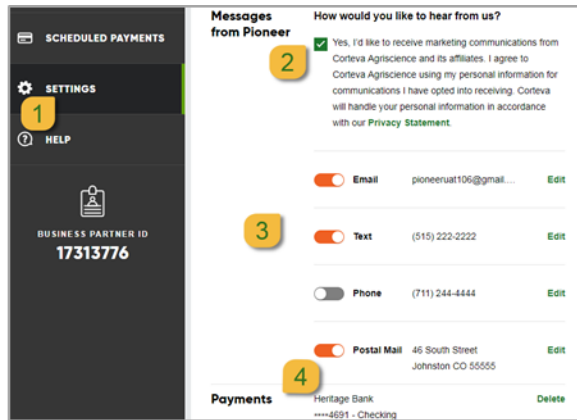 SCHEDULED PAYMENTS
SETTINGS
1
HELP
BUSINESS PARTNER ID
17313776
Messages
from Pioneer
How would you like to hear from us?
2
Yes, I'd like to receive marketing communications from
Corteva Agriscience and its affiliates. I agree to
Corteva Agriscience using my personal information for
communications I have opted into receiving. Corteva
will handle your personal information in accordance
with our Privacy Statement.
Email pioneeruat106@gmail.... Edit
3
Text (515) 222-2222 Edit
Phone (711) 244-4444 Edit
Postal Mail 46 South Street Edit
Johnston CO 55555
4
Payments Heritage Bank Delete
****4691 - Checking